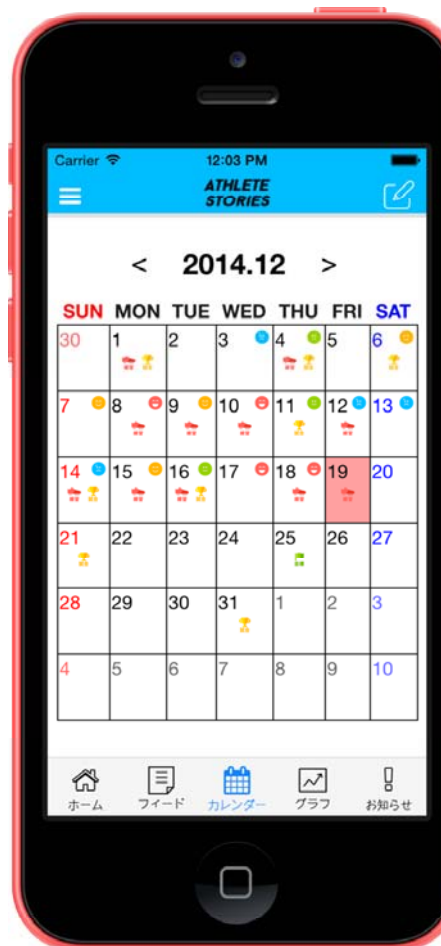 Carrier 12:03 PM
ATHLETE
STORIES
< 2014.12 >
SUN MON TUE WED THU FRI SAT
30 1 2 3 4 5 6
7 8 9 10 11 12 13
14 15 16 17 18 19 20
21 22 23 24 25 26 27
28 29 30 31 1 2 3
4 5 6 7 8 9 10
ホーム フィード カレンダー グラフ お知らせ